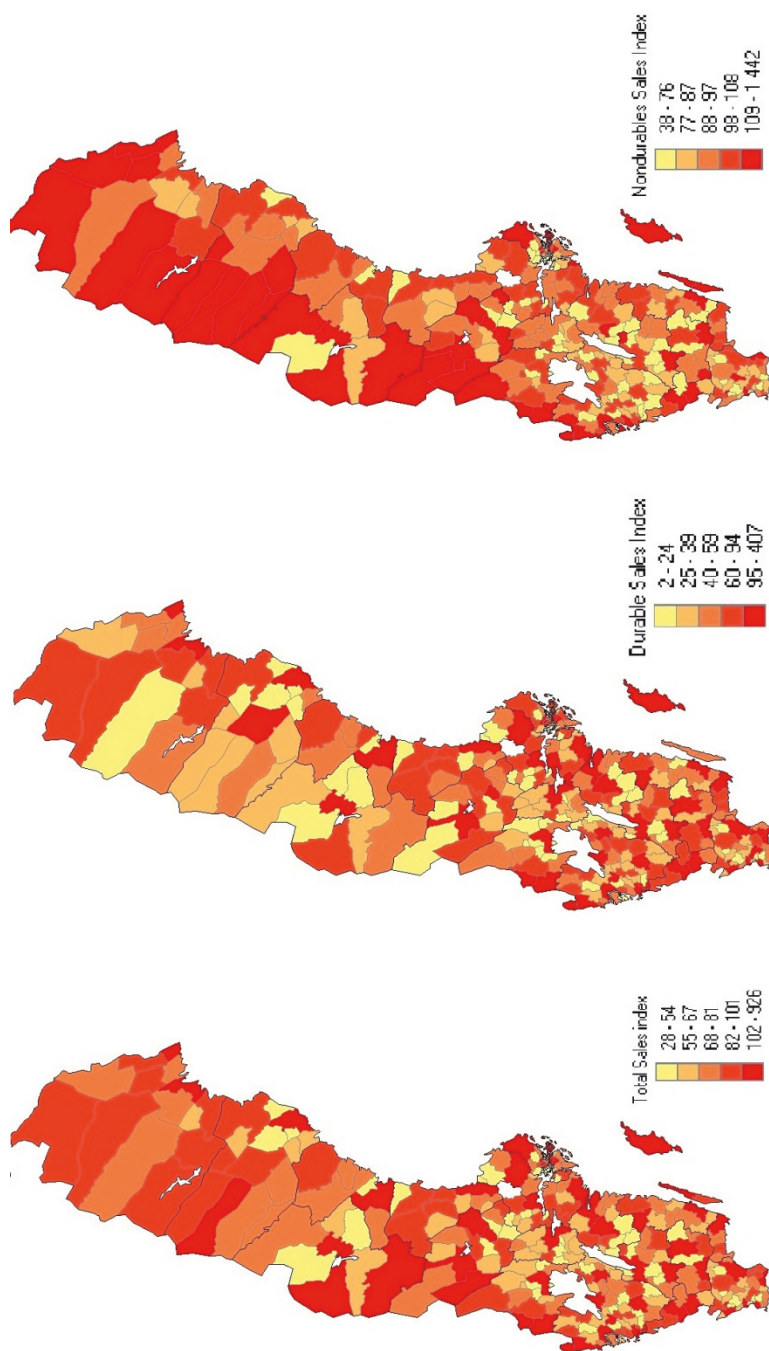 Nondurables Sales Index
38 - 76
77 - 87
88 - 97
98 - 108
109 - 1 442
Durable Sales Index
2 - 24
25 - 39
40 - 59
60 - 94
95 - 407
Total Sales index
28 - 54
55 - 67
68 - 81
82 - 101
102 - 926